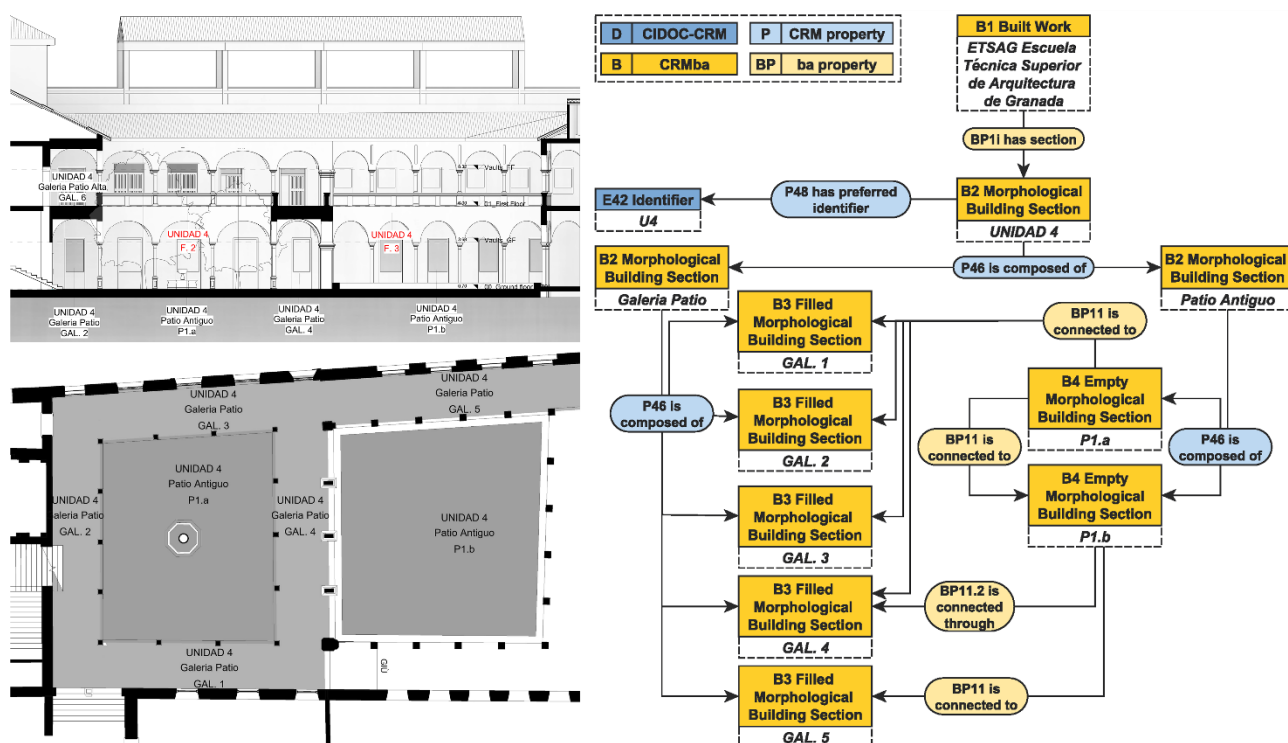 UNIDAD 4
Galeria Patio Alta.
GAL. 6
UNIDAD 4
F. 2
UNIDAD 4
F. 3
Vaults_FF
01_First Floor
Vaults_GF
00_Ground floor
UNIDAD 4
Galeria Patio
GAL. 2
UNIDAD 4
Patio Antiguo
P1.a
UNIDAD 4
Galeria Patio
GAL. 4
UNIDAD 4
Patio Antiguo
P1.b
UNIDAD 4
Galeria Patio
GAL. 3
UNIDAD 4
Galeria Patio
GAL. 5
UNIDAD 4
Patio Antiguo
P1.a
UNIDAD 4
Galeria Patio
GAL. 2
UNIDAD 4
Galeria Patio
GAL. 4
UNIDAD 4
Patio Antiguo
P1.b
UNIDAD 4
Galeria Patio
GAL. 1
GIÙ
D CIDOC-CRM
P CRM property
B CRMba
BP ba property
B1 Built Work
ETSAG Escuela
Técnica Superior
de Arquitectura
de Granada
BP1i has section
B2 Morphological
Building Section
UNIDAD 4
P48 has preferred
identifier
E42 Identifier
U4
P46 is composed of
B2 Morphological
Building Section
Galeria Patio
B2 Morphological
Building Section
Patio Antiguo
B3 Filled
Morphological
Building Section
GAL. 1
BP11 is
connected to
P46 is
composed of
B3 Filled
Morphological
Building Section
GAL. 2
B4 Empty
Morphological
Building Section
P1.a
BP11 is
connected to
P46 is
composed of
B3 Filled
Morphological
Building Section
GAL. 3
B4 Empty
Morphological
Building Section
P1.b
B3 Filled
Morphological
Building Section
GAL. 4
BP11.2 is
connected
through
B3 Filled
Morphological
Building Section
GAL. 5
BP11 is
connected to